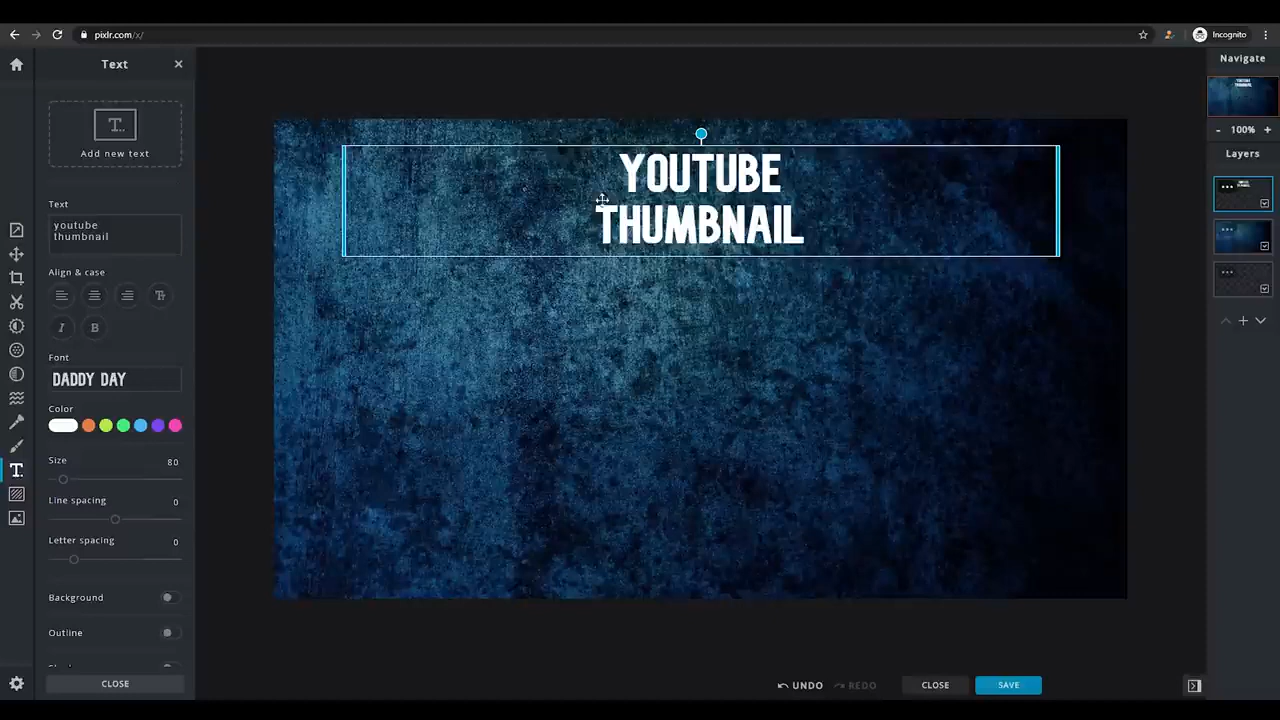 pixlr.com/x/
Incognito
Text
Navigate
Add new text
100%
Layers
Text
youtube
thumbnail
Align & case
Font
DADDY DAY
Color
Size
80
Line spacing
0
Letter spacing
0
Background
Outline
CLOSE
YOUTUBE
THUMBNAIL
UNDO
REDO
CLOSE
SAVE